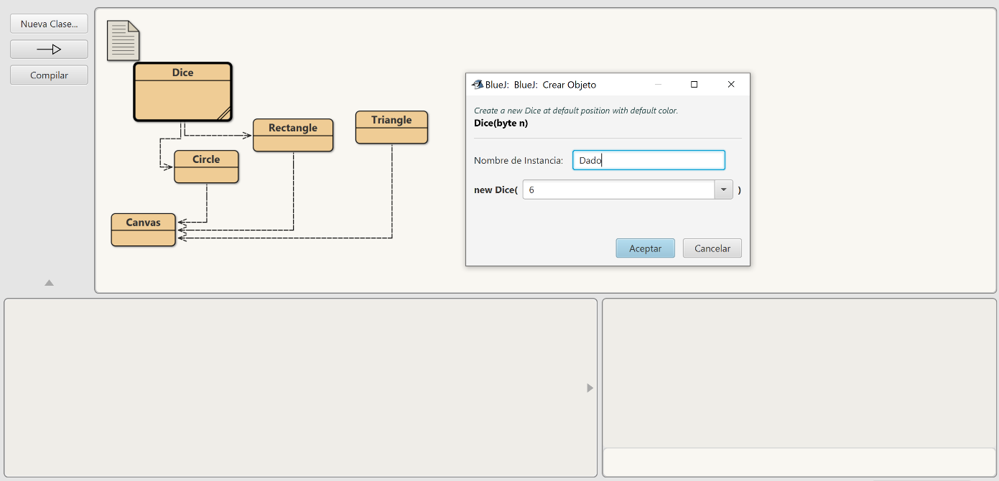 Nueva Clase...
Compilar
Dice
Rectangle
Triangle
Circle
Canvas
BlueJ: BlueJ: Crear Objeto
Create a new Dice at default position with default color.
Dice(byte n)
Nombre de Instancia: Dado
new Dice( 6 )
Aceptar Cancelar